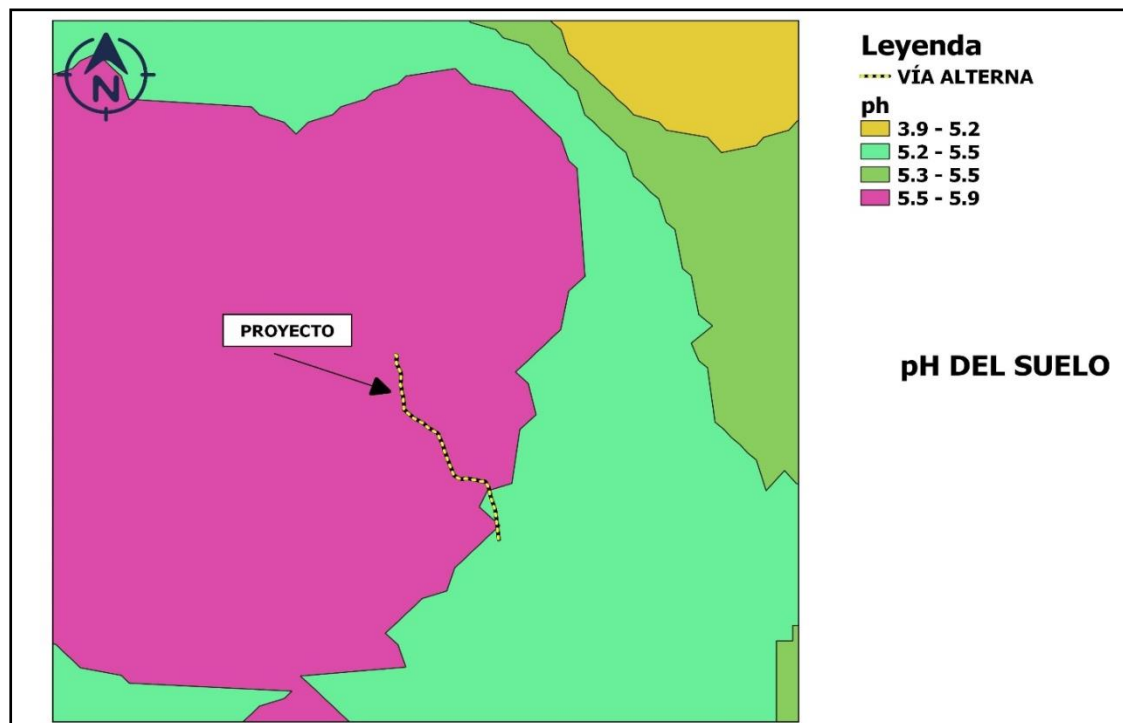 N
PROYECTO
Leyenda
VÍA ALTERNA
ph
3.9 - 5.2
5.2 - 5.5
5.3 - 5.5
5.5 - 5.9
pH DEL SUELO